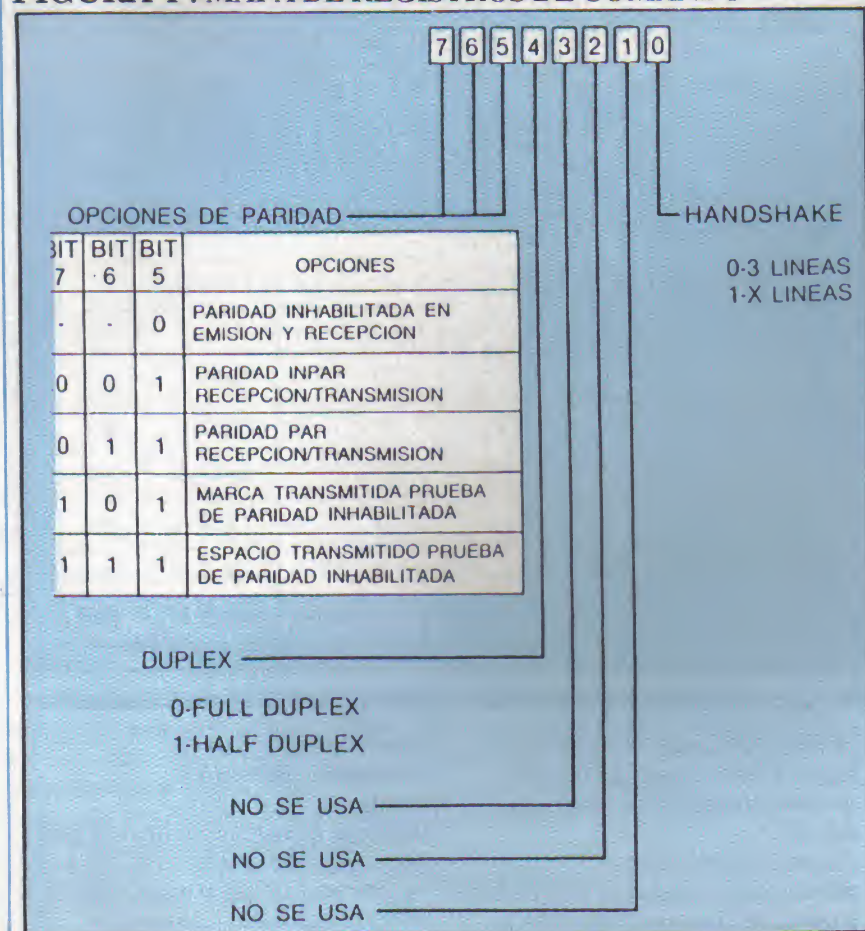 7 6 5 4 3 2 1 0
OPCIONES DE PARIDAD
HANDSHAKE
0-3 LINEAS
1-X LINEAS
BIT 7 BIT 6 BIT 5 OPCIONES
- - 0 PARIDAD INHABILITADA EN
EMISION Y RECEPCION
0 0 1 PARIDAD INPAR
RECEPCION/TRANSMISION
0 1 1 PARIDAD PAR
RECEPCION/TRANSMISION
1 0 1 MARCA TRANSMITIDA PRUEBA
DE PARIDAD INHABILITADA
1 1 1 ESPACIO TRANSMITIDO PRUEBA
DE PARIDAD INHABILITADA
DUPLEX
0-FULL DUPLEX
1-HALF DUPLEX
NO SE USA
NO SE USA
NO SE USA